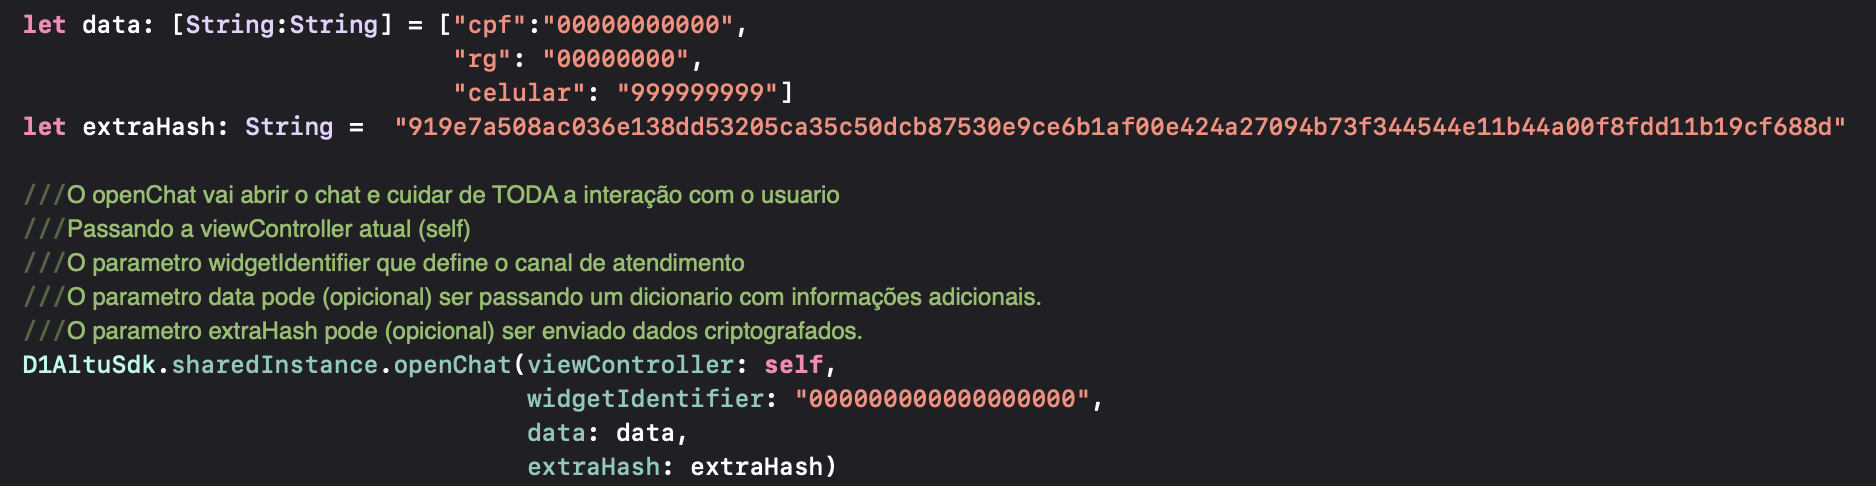 let data: [String:String] = ["cpf":"00000000000",
"rg": "00000000",
"celular": "999999999"]
let extraHash: String =  "919e7a508ac036e138dd53205ca35c50dcb87530e9ce6b1af00e424a27094b73f344544e11b44a00f8fdd11b19cf688d"
///O openChat vai abrir o chat e cuidar de TODA a interação com o usuario
///Passando a viewController atual (self)
///O parametro widgetIdentifier que define o canal de atendimento
///O parametro data pode (opicional) ser passando um dicionario com informações adicionais.
///O parametro extraHash pode (opicional) ser enviado dados criptografados.
D1AltuSdk.sharedInstance.openChat(viewController: self,
widgetIdentifier: "000000000000000000",
data: data,
extraHash: extraHash)